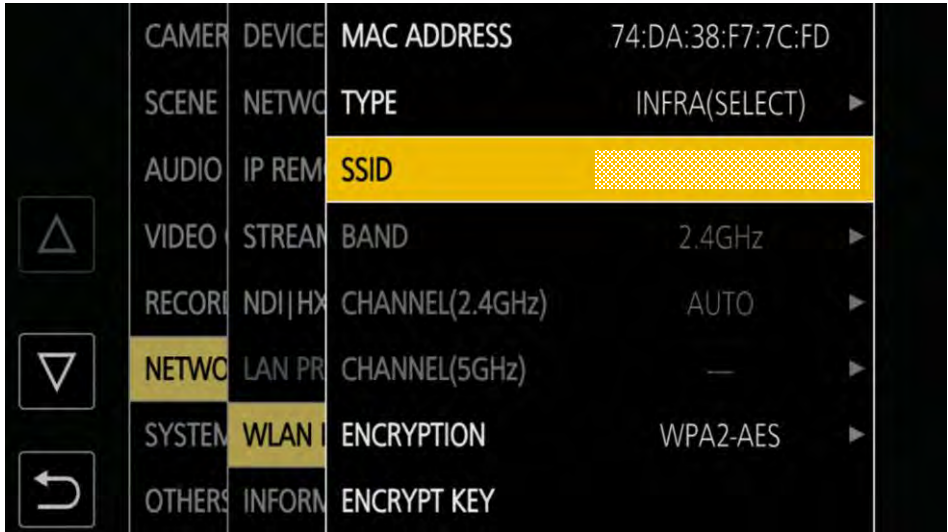 CAMER DEVICE MAC ADDRESS 74:DA:38:F7:7C:FD
SCENE NETWO TYPE INFRA(SELECT)
AUDIO IP REM SSID
VIDEO STREAM BAND 2.4GHz
RECORD NDI|HX CHANNEL(2.4GHz) AUTO
NETWO LAN PR CHANNEL(5GHz) ---
SYSTEM WLAN ENCRYPTION WPA2-AES
OTHERS INFORM ENCRYPT KEY